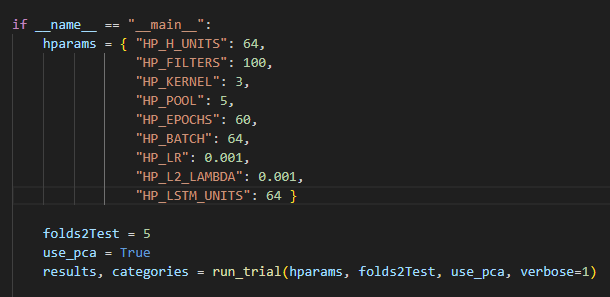 if __name__ == "__main__":
    hparams = { "HP_H_UNITS": 64,
                "HP_FILTERS": 100,
                "HP_KERNEL": 3,
                "HP_POOL": 5,
                "HP_EPOCHS": 60,
                "HP_BATCH": 64,
                "HP_LR": 0.001,
                "HP_L2_LAMBDA": 0.001,
                "HP_LSTM_UNITS": 64 }
    folds2Test = 5
    use_pca = True
    results, categories = run_trial(hparams, folds2Test, use_pca, verbose=1)